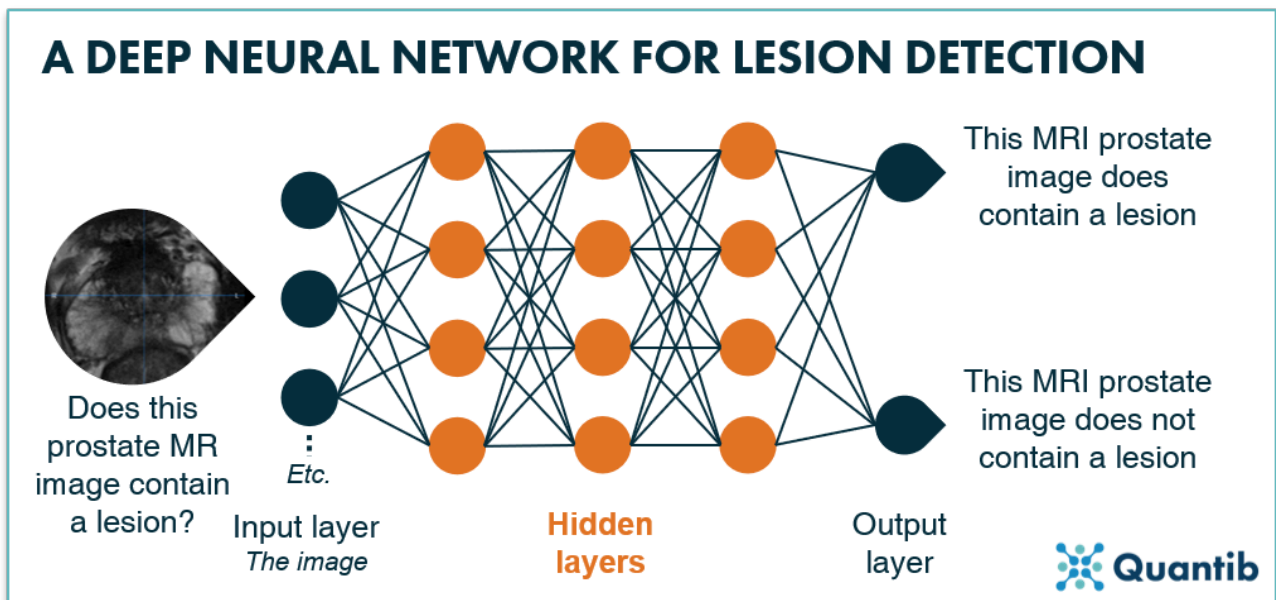 A DEEP NEURAL NETWORK FOR LESION DETECTION
This MRI prostate
image does
contain a lesion
Does this
prostate MR
image contain
a lesion?
Etc.
Input layer
The image
Hidden
layers
This MRI prostate
image does not
contain a lesion
Output
layer
Quantib